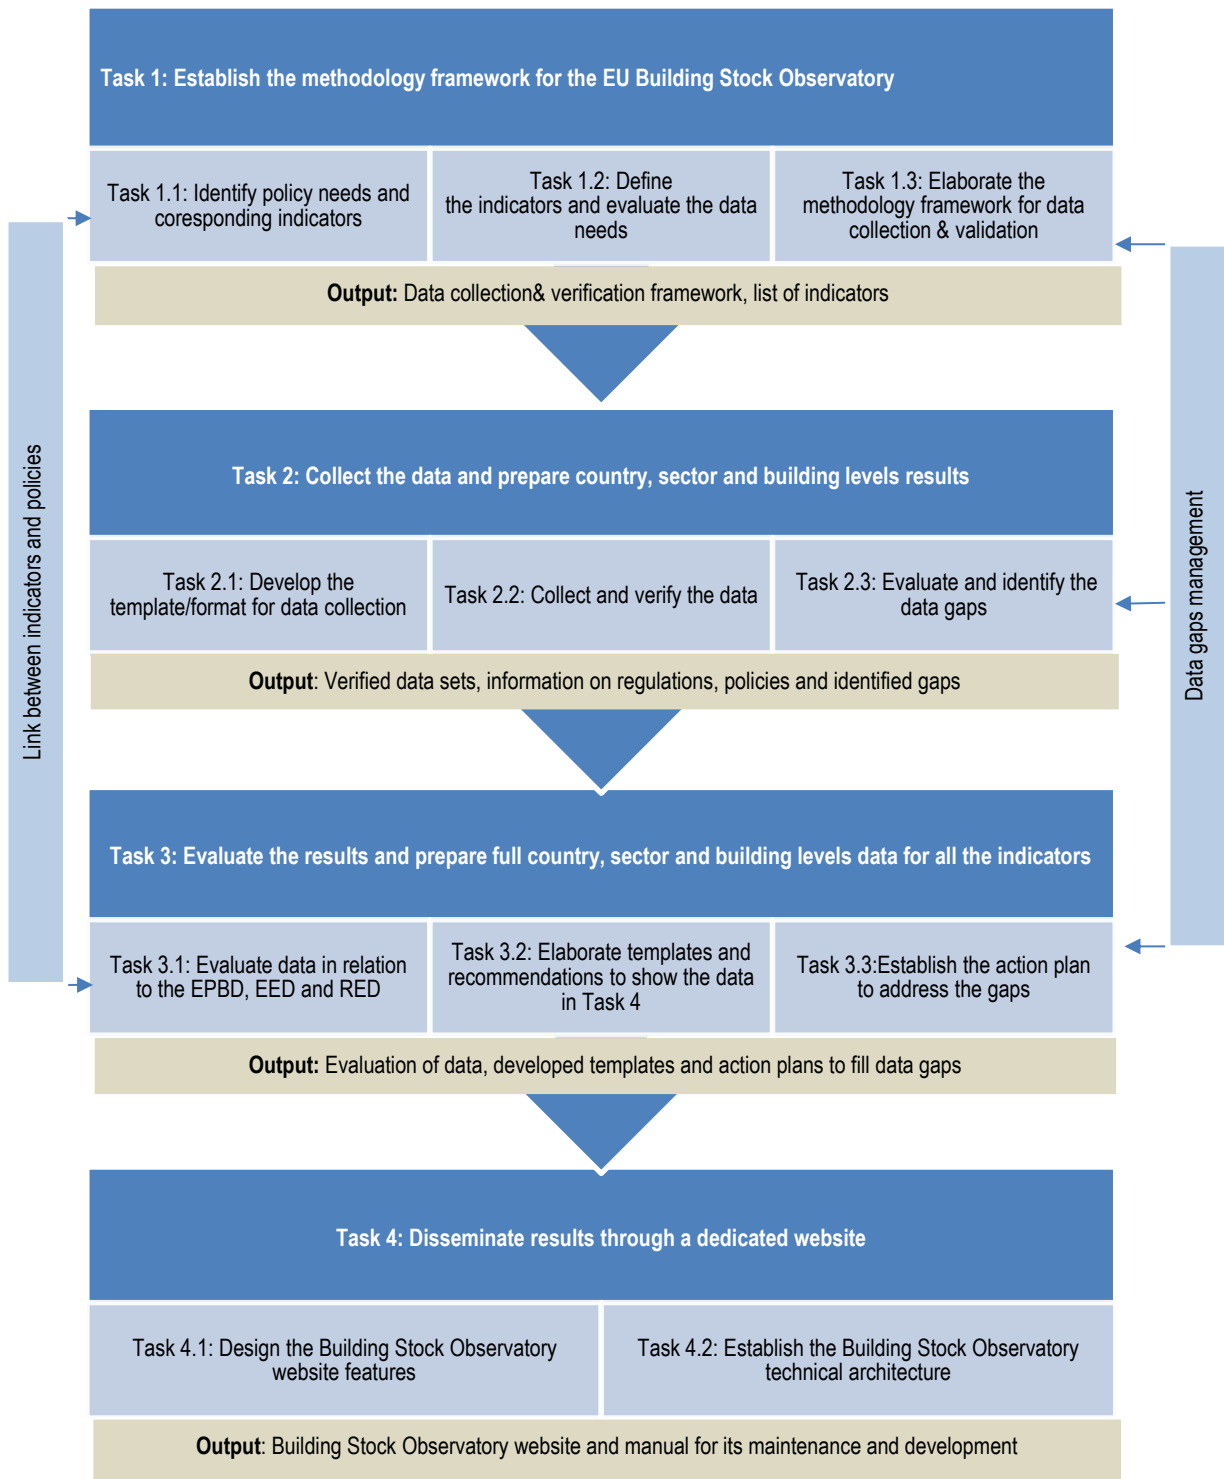 Task 1: Establish the methodology framework for the EU Building Stock Observatory
Task 1.1: Identify policy needs and
coresponding indicators
Task 1.2: Define
the indicators and evaluate the data
needs
Task 1.3: Elaborate the
methodology framework for data
collection & validation
Output: Data collection& verification framework, list of indicators
Link between indicators and policies
Data gaps management
Task 2: Collect the data and prepare country, sector and building levels results
Task 2.1: Develop the
template/format for data collection
Task 2.2: Collect and verify the data
Task 2.3: Evaluate and identify the
data gaps
Output: Verified data sets, information on regulations, policies and identified gaps
Task 3: Evaluate the results and prepare full country, sector and building levels data for all the indicators
Task 3.1: Evaluate data in relation
to the EPBD, EED and RED
Task 3.2: Elaborate templates and
recommendations to show the data
in Task 4
Task 3.3:Establish the action plan
to address the gaps
Output: Evaluation of data, developed templates and action plans to fill data gaps
Task 4: Disseminate results through a dedicated website
Task 4.1: Design the Building Stock Observatory
website features
Task 4.2: Establish the Building Stock Observatory
technical architecture
Output: Building Stock Observatory website and manual for its maintenance and development